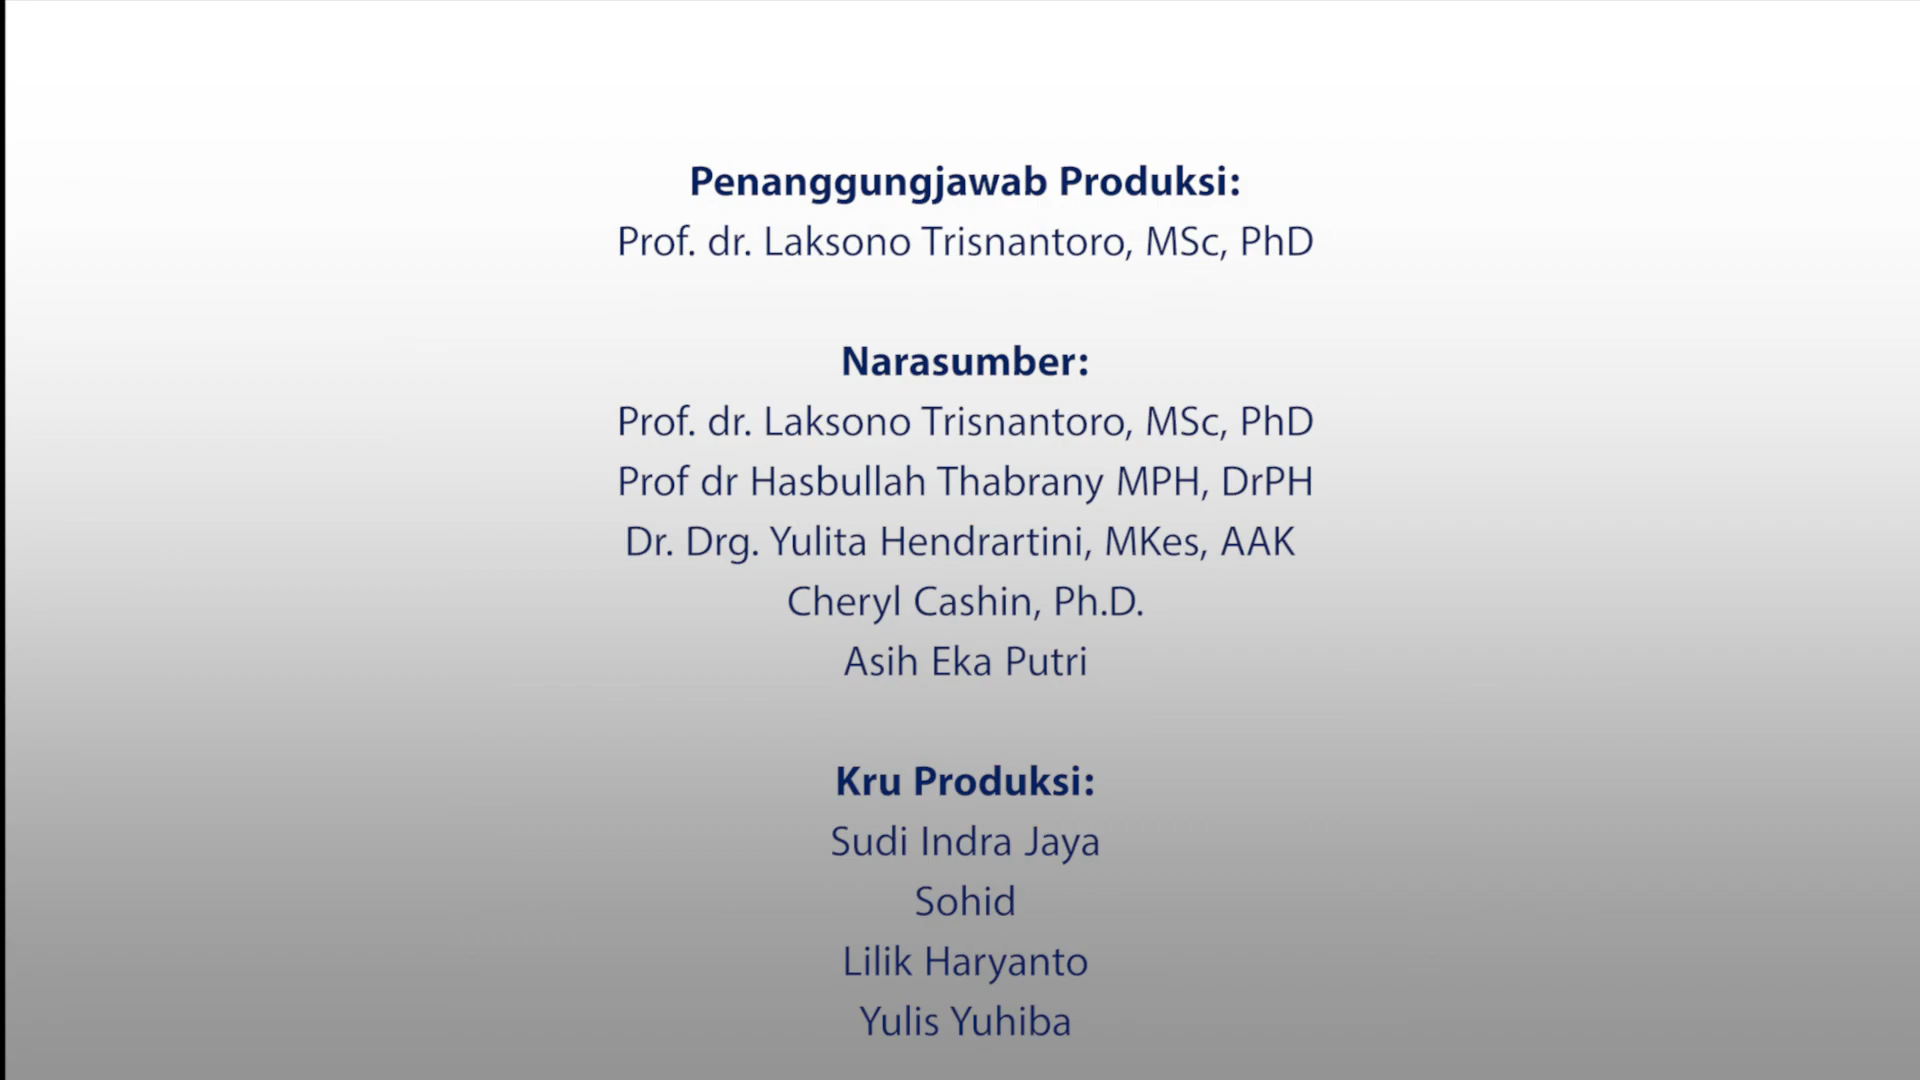 Penanggungjawab Produksi:
Prof. dr. Laksono Trisnantoro, MSc, PhD
Narasumber:
Prof. dr. Laksono Trisnantoro, MSc, PhD
Prof dr Hasbullah Thabrany MPH, DrPH
Dr. Drg. Yulita Hendrartini, MKes, AAK
Cheryl Cashin, Ph.D.
Asih Eka Putri
Kru Produksi:
Sudi Indra Jaya
Sohid
Lilik Haryanto
Yulis Yuhiba